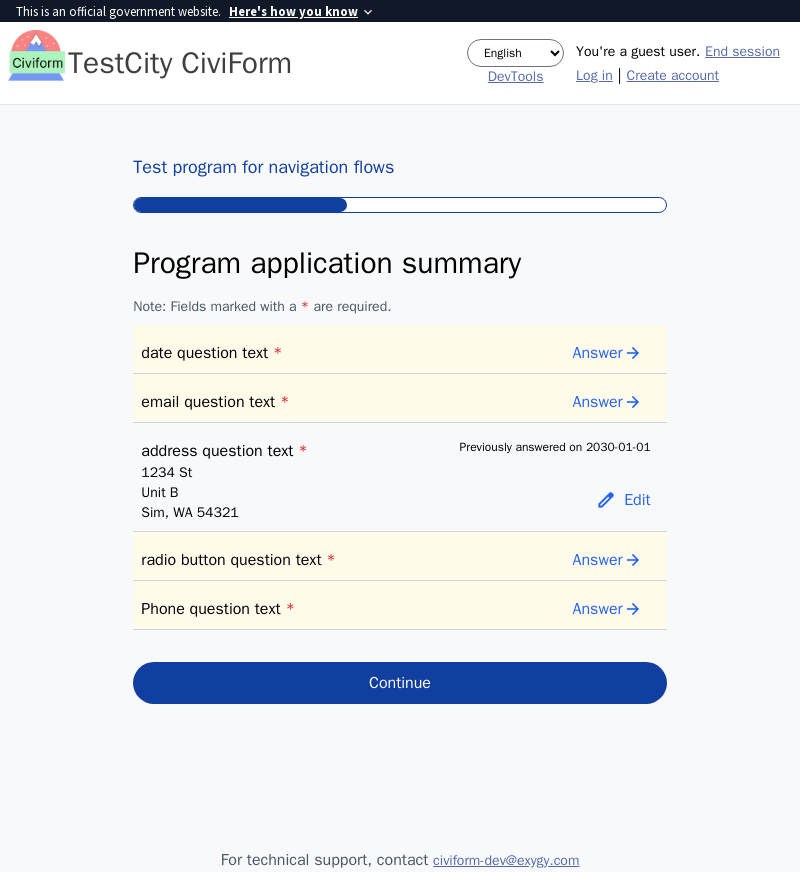 This is an official government website. Here's how you know
Civiform TestCity CiviForm
English
DevTools
You're a guest user. End session
Log in | Create account
Test program for navigation flows
Program application summary
Note: Fields marked with a * are required.
date question text * Answer
email question text * Answer
address question text * Previously answered on 2030-01-01
1234 St
Unit B
Edit
Sim, WA 54321
radio button question text * Answer
Phone question text * Answer
Continue
For technical support, contact civiform-dev@exygy.com